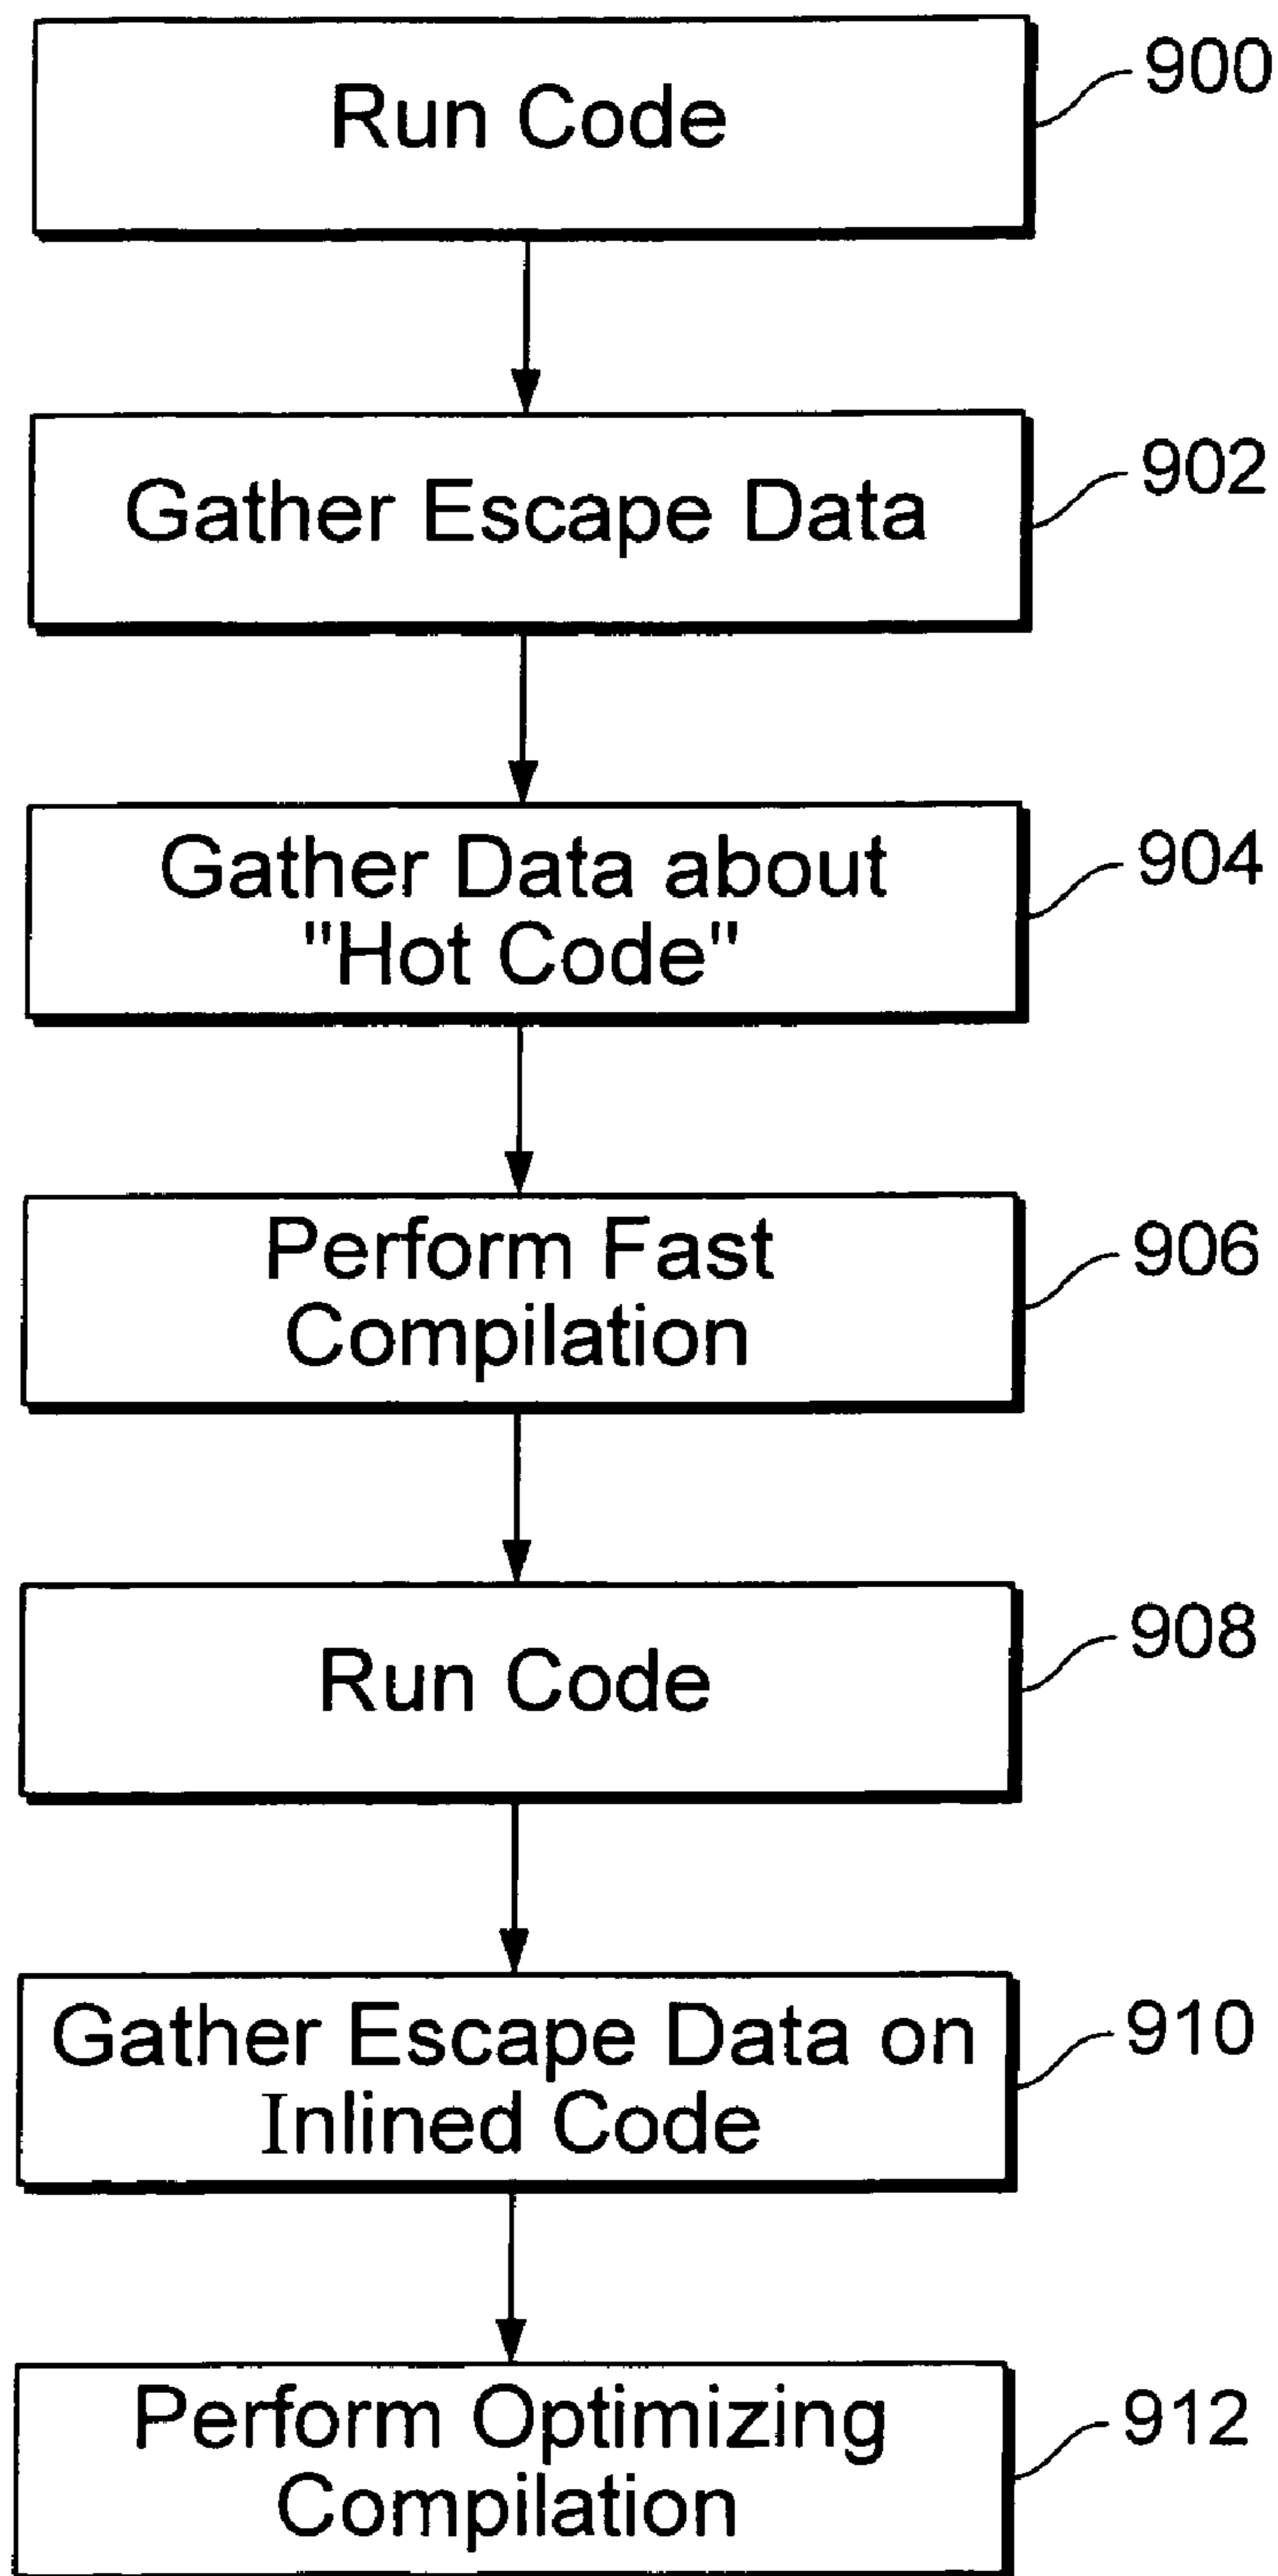 Run Code
900
Gather Escape Data
902
Gather Data about
"Hot Code"
904
Perform Fast
Compilation
906
Run Code
908
Gather Escape Data on
Inlined Code
910
Perform Optimizing
Compilation
912